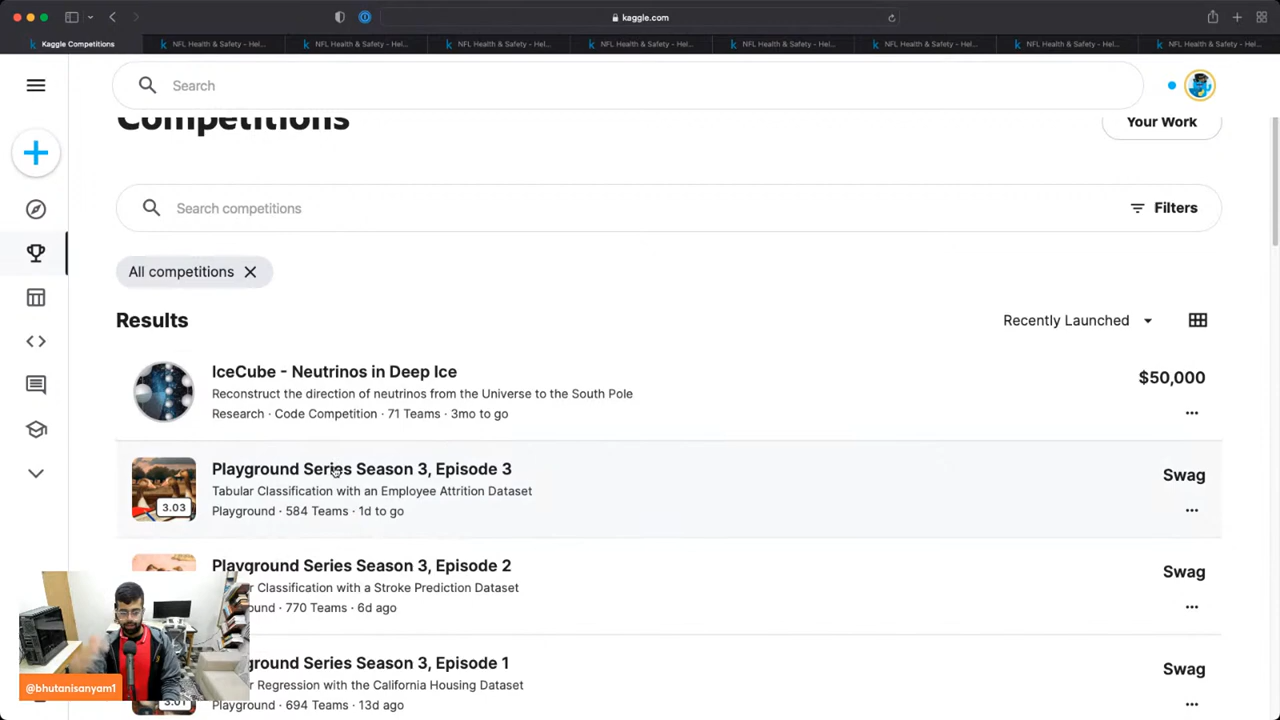 kaggle.com
Kaggle Competitions
NFL Health & Safety - Hel...
NFL Health & Safety - Hel...
NFL Health & Safety - Hel...
NFL Health & Safety - Hel...
NFL Health & Safety - Hel...
NFL Health & Safety - Hel...
NFL Health & Safety - Hel...
NFL Health & Safety - Hel...
Search
Competitions
Your Work
Search competitions
Filters
All competitions
Results
Recently Launched
IceCube - Neutrinos in Deep Ice
$50,000
Reconstruct the direction of neutrinos from the Universe to the South Pole
Research · Code Competition · 71 Teams · 3mo to go
Playground Series Season 3, Episode 3
Swag
Tabular Classification with an Employee Attrition Dataset
3.03
Playground · 584 Teams · 1d to go
Playground Series Season 3, Episode 2
Swag
r Classification with a Stroke Prediction Dataset
ound · 770 Teams · 6d ago
ground Series Season 3, Episode 1
Swag
r Regression with the California Housing Dataset
@bhutanisanyam1
3.01
Playground · 694 Teams · 13d ago